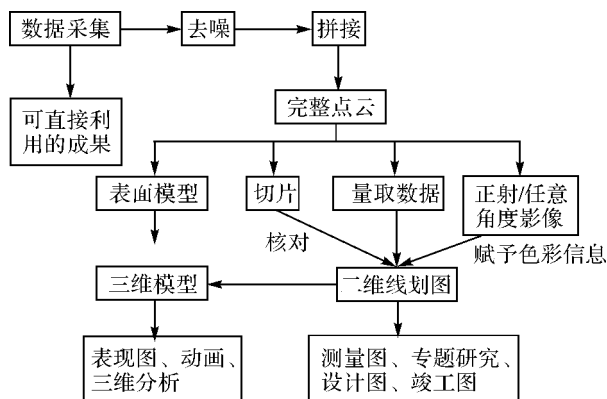 数据采集
去噪
拼接
可直接利
用的成果
完整点云
表面模型
切片
量取数据
正射/任意
角度影像
核对
赋予色彩信息
三维模型
二维线划图
表现图、动画、
三维分析
测量图、专题研究、
设计图、竣工图